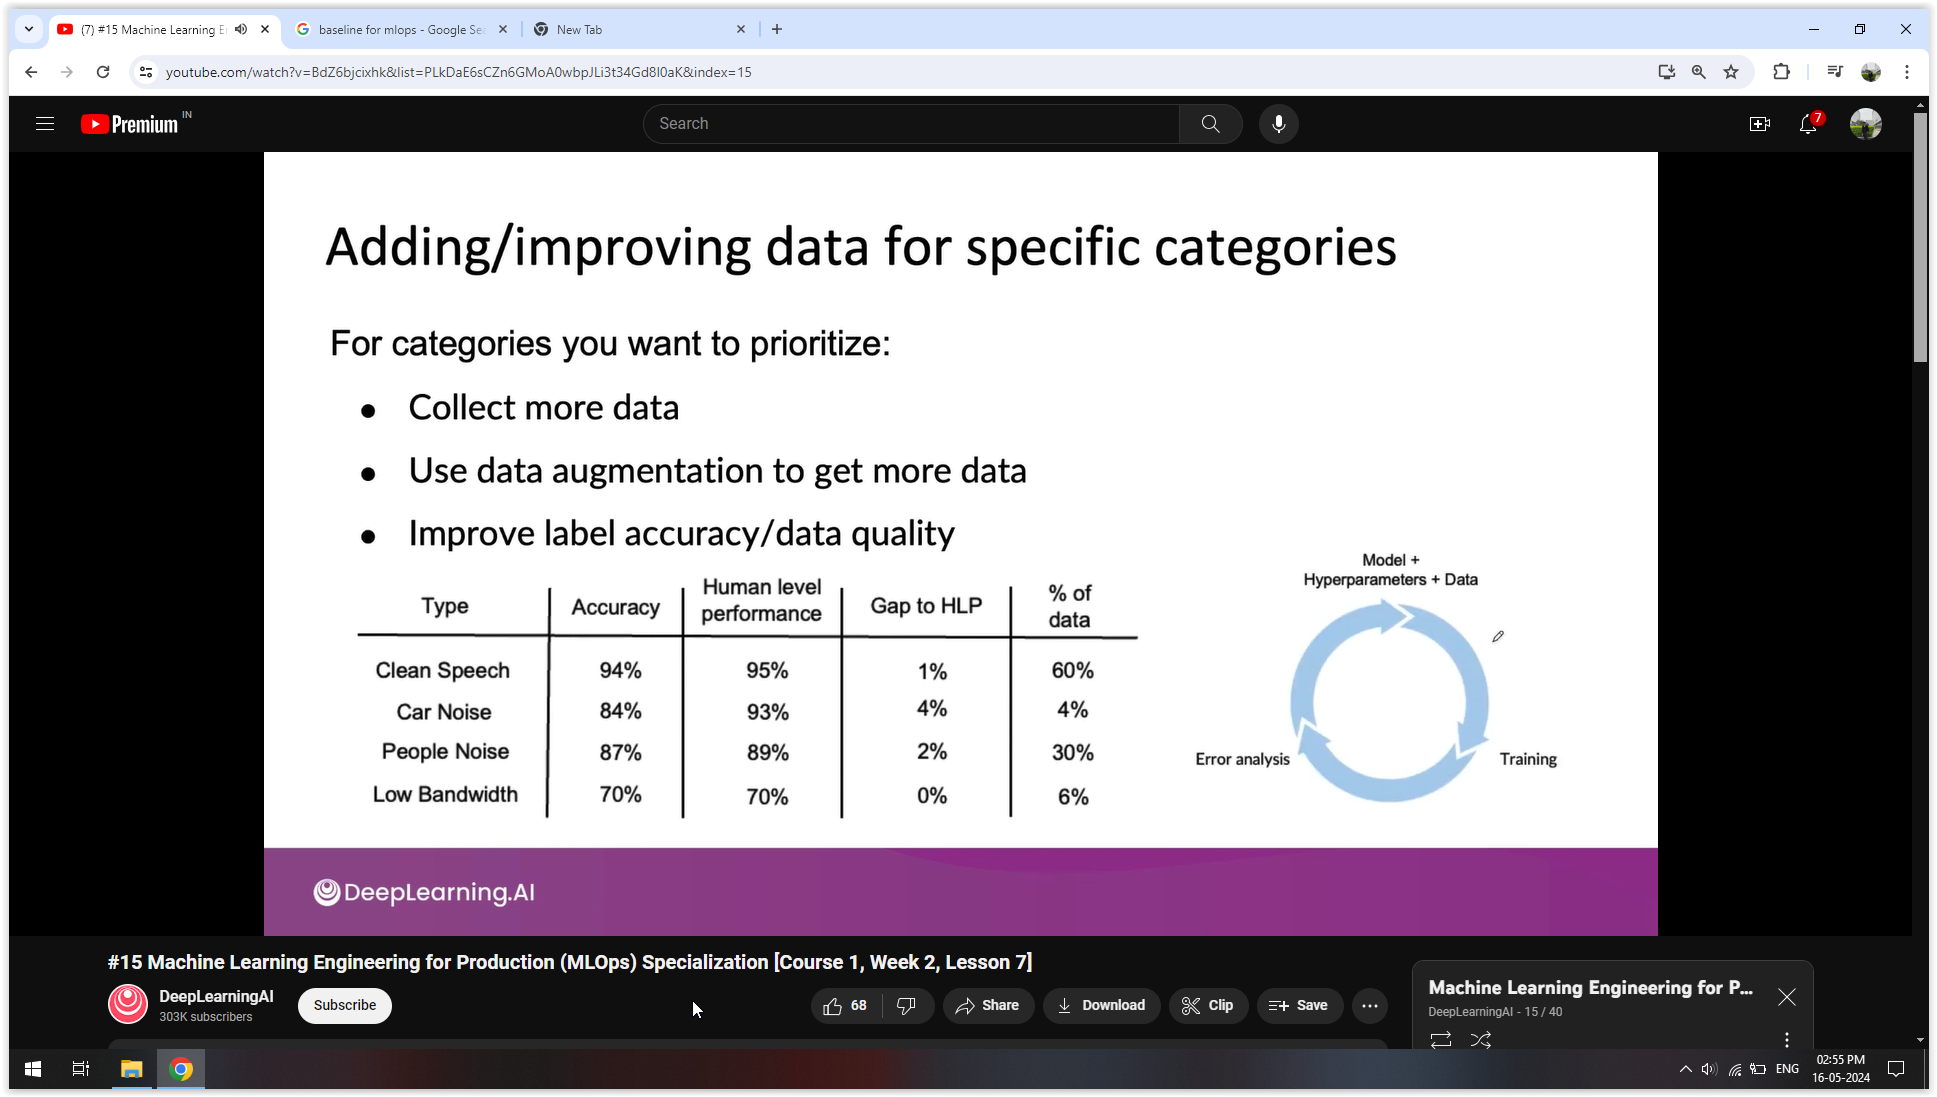 (7) #15 Machine Learning E
baseline for mlops - Google Se
New Tab
youtube.com/watch?v=BdZ6bjcixhk&list=PLkDaE6sCZn6GMoA0wbpJLi3t34Gd8l0aK&index=15
Premium IN
Search
7
Adding/improving data for specific categories
For categories you want to prioritize:
● Collect more data
● Use data augmentation to get more data
● Improve label accuracy/data quality
Type Accuracy Human level performance Gap to HLP % of data
Clean Speech 94% 95% 1% 60%
Car Noise 84% 93% 4% 4%
People Noise 87% 89% 2% 30%
Low Bandwidth 70% 70% 0% 6%
Model +
Hyperparameters + Data
Error analysis
Training
DeepLearning.AI
#15 Machine Learning Engineering for Production (MLOps) Specialization [Course 1, Week 2, Lesson 7]
DeepLearningAI
303K subscribers
Subscribe
68
Share
Download
Clip
Save
Machine Learning Engineering for P...
DeepLearningAI - 15 / 40
ENG
02:55 PM
16-05-2024